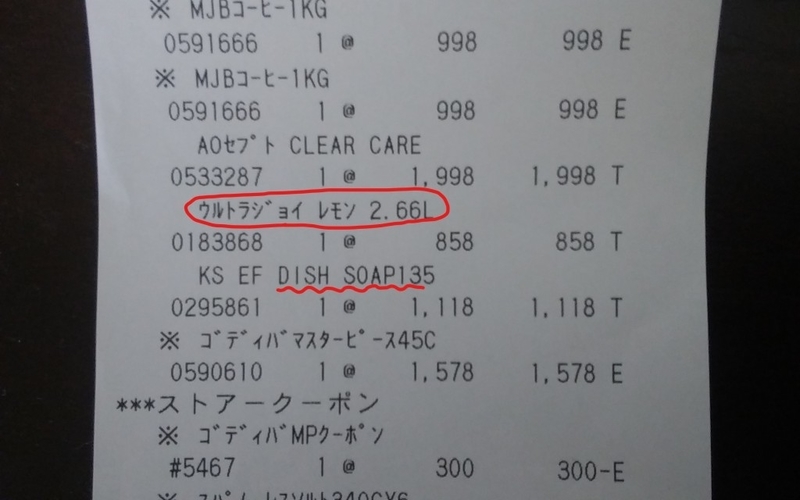 ※ MJBｺｰﾋｰ1KG
0591666 1 @ 998 998 E
※ MJBｺｰﾋｰ1KG
0591666 1 @ 998 998 E
AOｾﾌﾟﾄ CLEAR CARE
0533287 1 @ 1,998 1,998 T
ｳﾙﾄﾗｼﾞｮｲ ﾚﾓﾝ 2.66L
0183868 1 @ 858 858 T
KS EF DISH SOAP135
0295861 1 @ 1,118 1,118 T
※ ｺﾞﾃﾞｨﾊﾞﾏｽﾀｰﾋﾟｰｽ45C
0590610 1 @ 1,578 1,578 E
***ストアークーポン
※ ｺﾞﾃﾞｨﾊﾞMPｸｰﾎﾟﾝ
#5467 1 @ 300 300-E